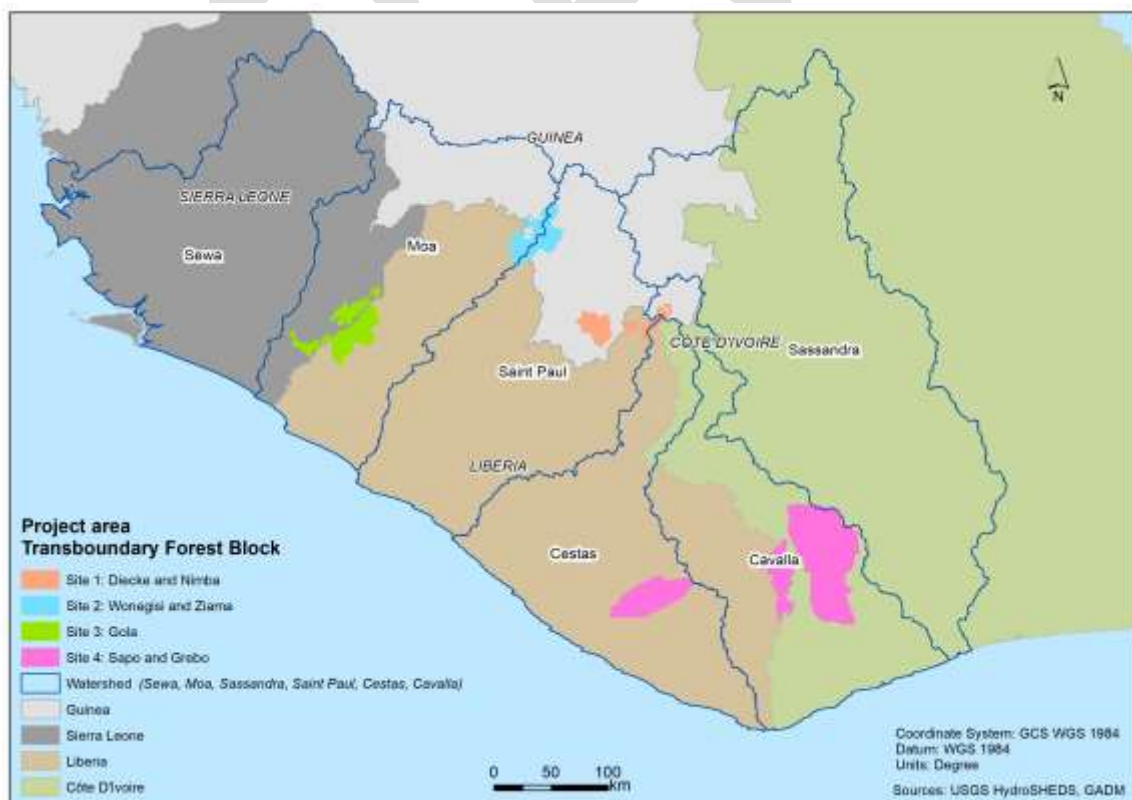 GUINEA
N
SIERRA LEONE
Moa
Sewa
COTE D'IVOIRE
Sassandra
Saint Paul
LIBERIA
Cestas
Cavalla
Project area
Transboundary Forest Block
Site 1: Diecke and Nimba
Site 2: Wonegisi and Ziama
Site 3: Gola
Site 4: Sapo and Grebo
Watershed (Sewa, Moa, Sassandra, Saint Paul, Cestas, Cavalla)
Guinea
Sierra Leone
Liberia
Côte D'Ivoire
0 50 100
km
Coordinate System: GCS WGS 1984
Datum: WGS 1984
Units: Degree
Sources: USGS HydroSHEDS, GADM